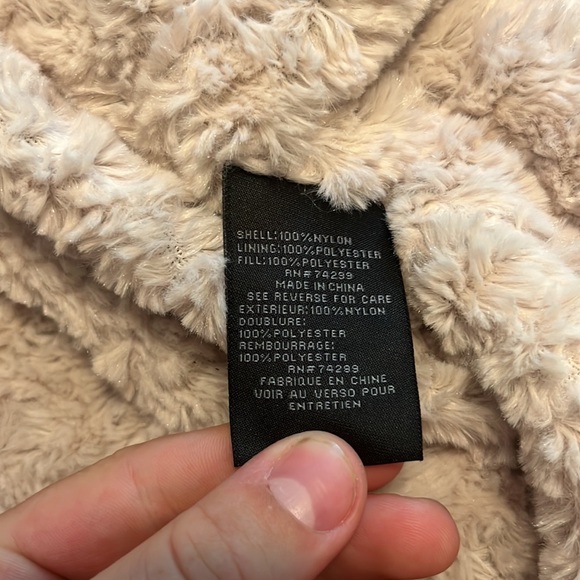 SHELL:100%NYLON
LINING:100%POLYESTER
FILL:100%POLYESTER
RN#74299
MADE IN CHINA
SEE REVERSE FOR CARE
EXTERIEUR:100%NYLON
DOUBLURE:
100%POLYESTER
REMBOURRAGE:
100%POLYESTER
RN#74299
FABRIQUE EN CHINE
VOIR AU VERSO POUR
ENTRETIEN